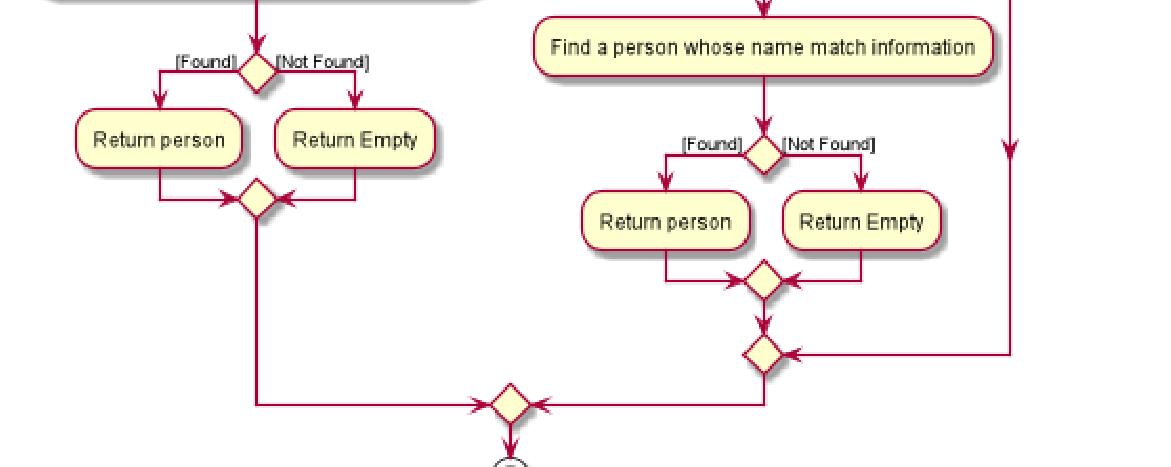 Find a person whose name match information
[Found]
[Not Found]
Return person
Return Empty
[Found]
[Not Found]
Return person
Return Empty